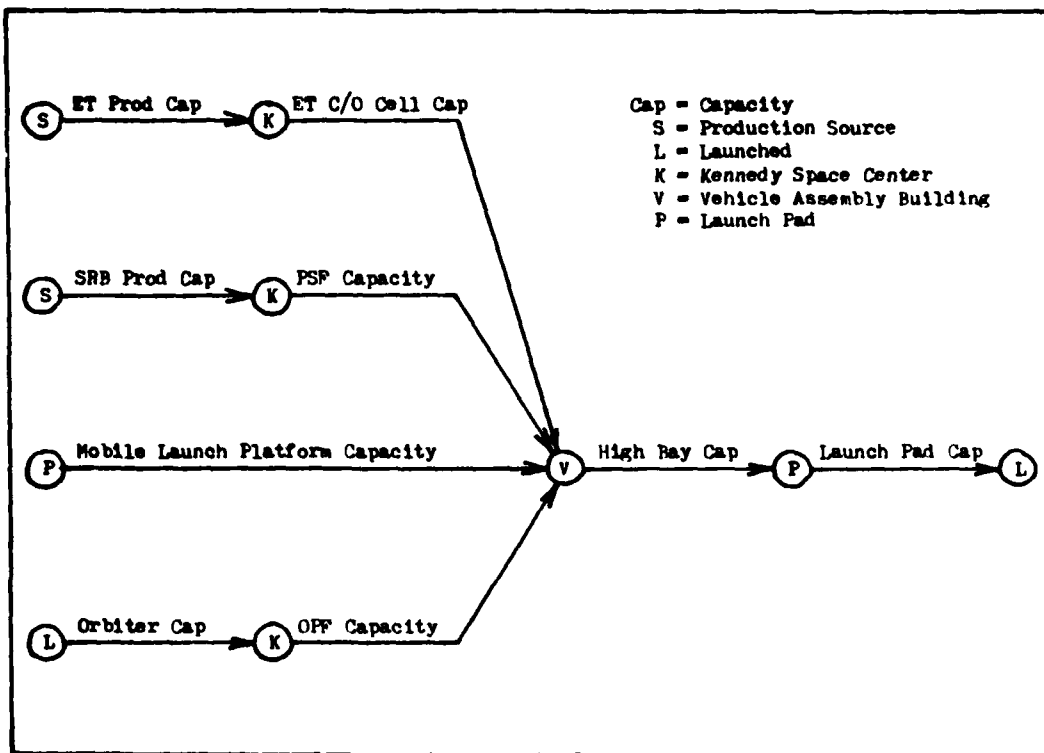 S ET Prod Cap K ET C/O Cell Cap
Cap = Capacity
S = Production Source
L = Launched
K = Kennedy Space Center
V = Vehicle Assembly Building
P = Launch Pad
S SRB Prod Cap K PSF Capacity
P Mobile Launch Platform Capacity V High Bay Cap P Launch Pad Cap L
L Orbiter Cap K OPF Capacity